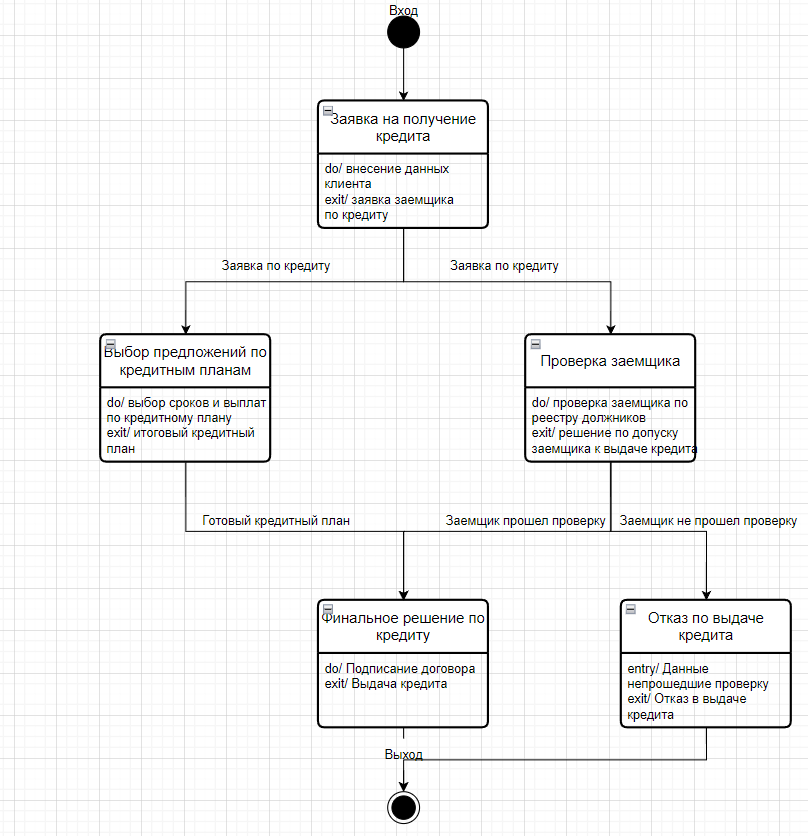 Вход
Заявка на получение
кредита
do/ внесение данных
клиента
exit/ заявка заемщика
по кредиту
Заявка по кредиту
Заявка по кредиту
Выбор предложений по
кредитным планам
do/ выбор сроков и выплат
по кредитному плану
exit/ итоговый кредитный
план
Проверка заемщика
do/ проверка заемщика по
реестру должников
exit/ решение по допуску
заемщика к выдаче кредита
Готовый кредитный план
Заемщик прошел проверку
Заемщик не прошел проверку
Финальное решение по
кредиту
do/ Подписание договора
exit/ Выдача кредита
Отказ по выдаче
кредита
entry/ Данные
непрошедшие проверку
exit/ Отказ в выдаче
кредита
Выход